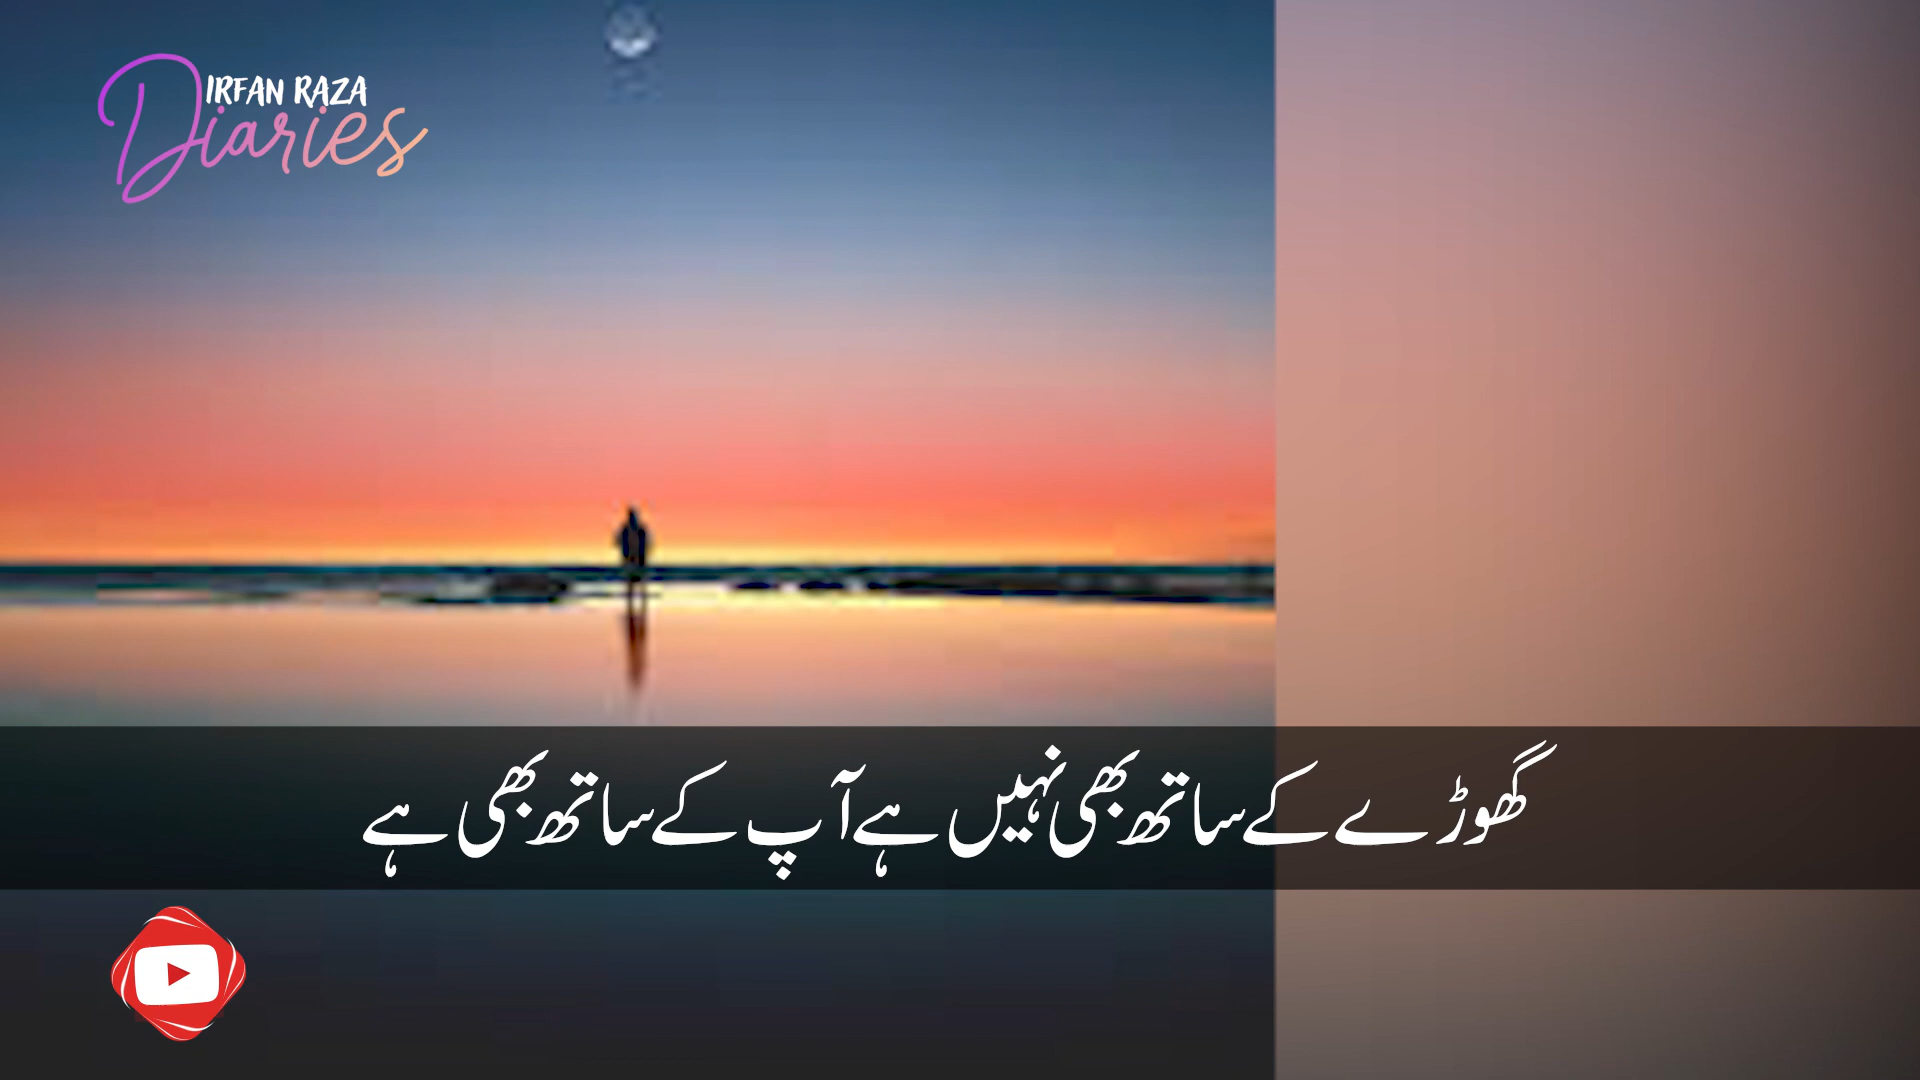 IRFAN RAZA
Diaries
گھوڑے کے ساتھ بھی نہیں ہے آپ کے ساتھ بھی ہے